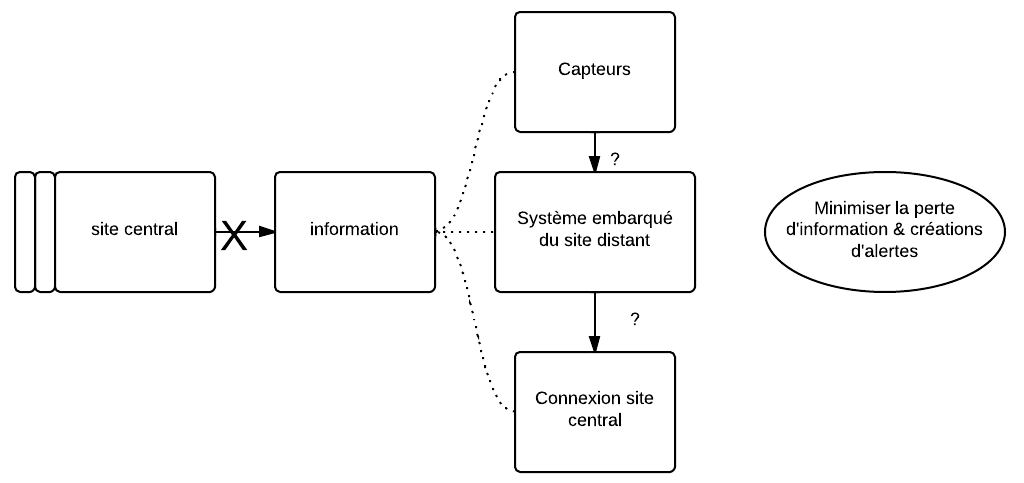 Capteurs
?
site central
X
information
Système embarqué
du site distant
Minimiser la perte
d'information & créations
d'alertes
?
Connexion site
central